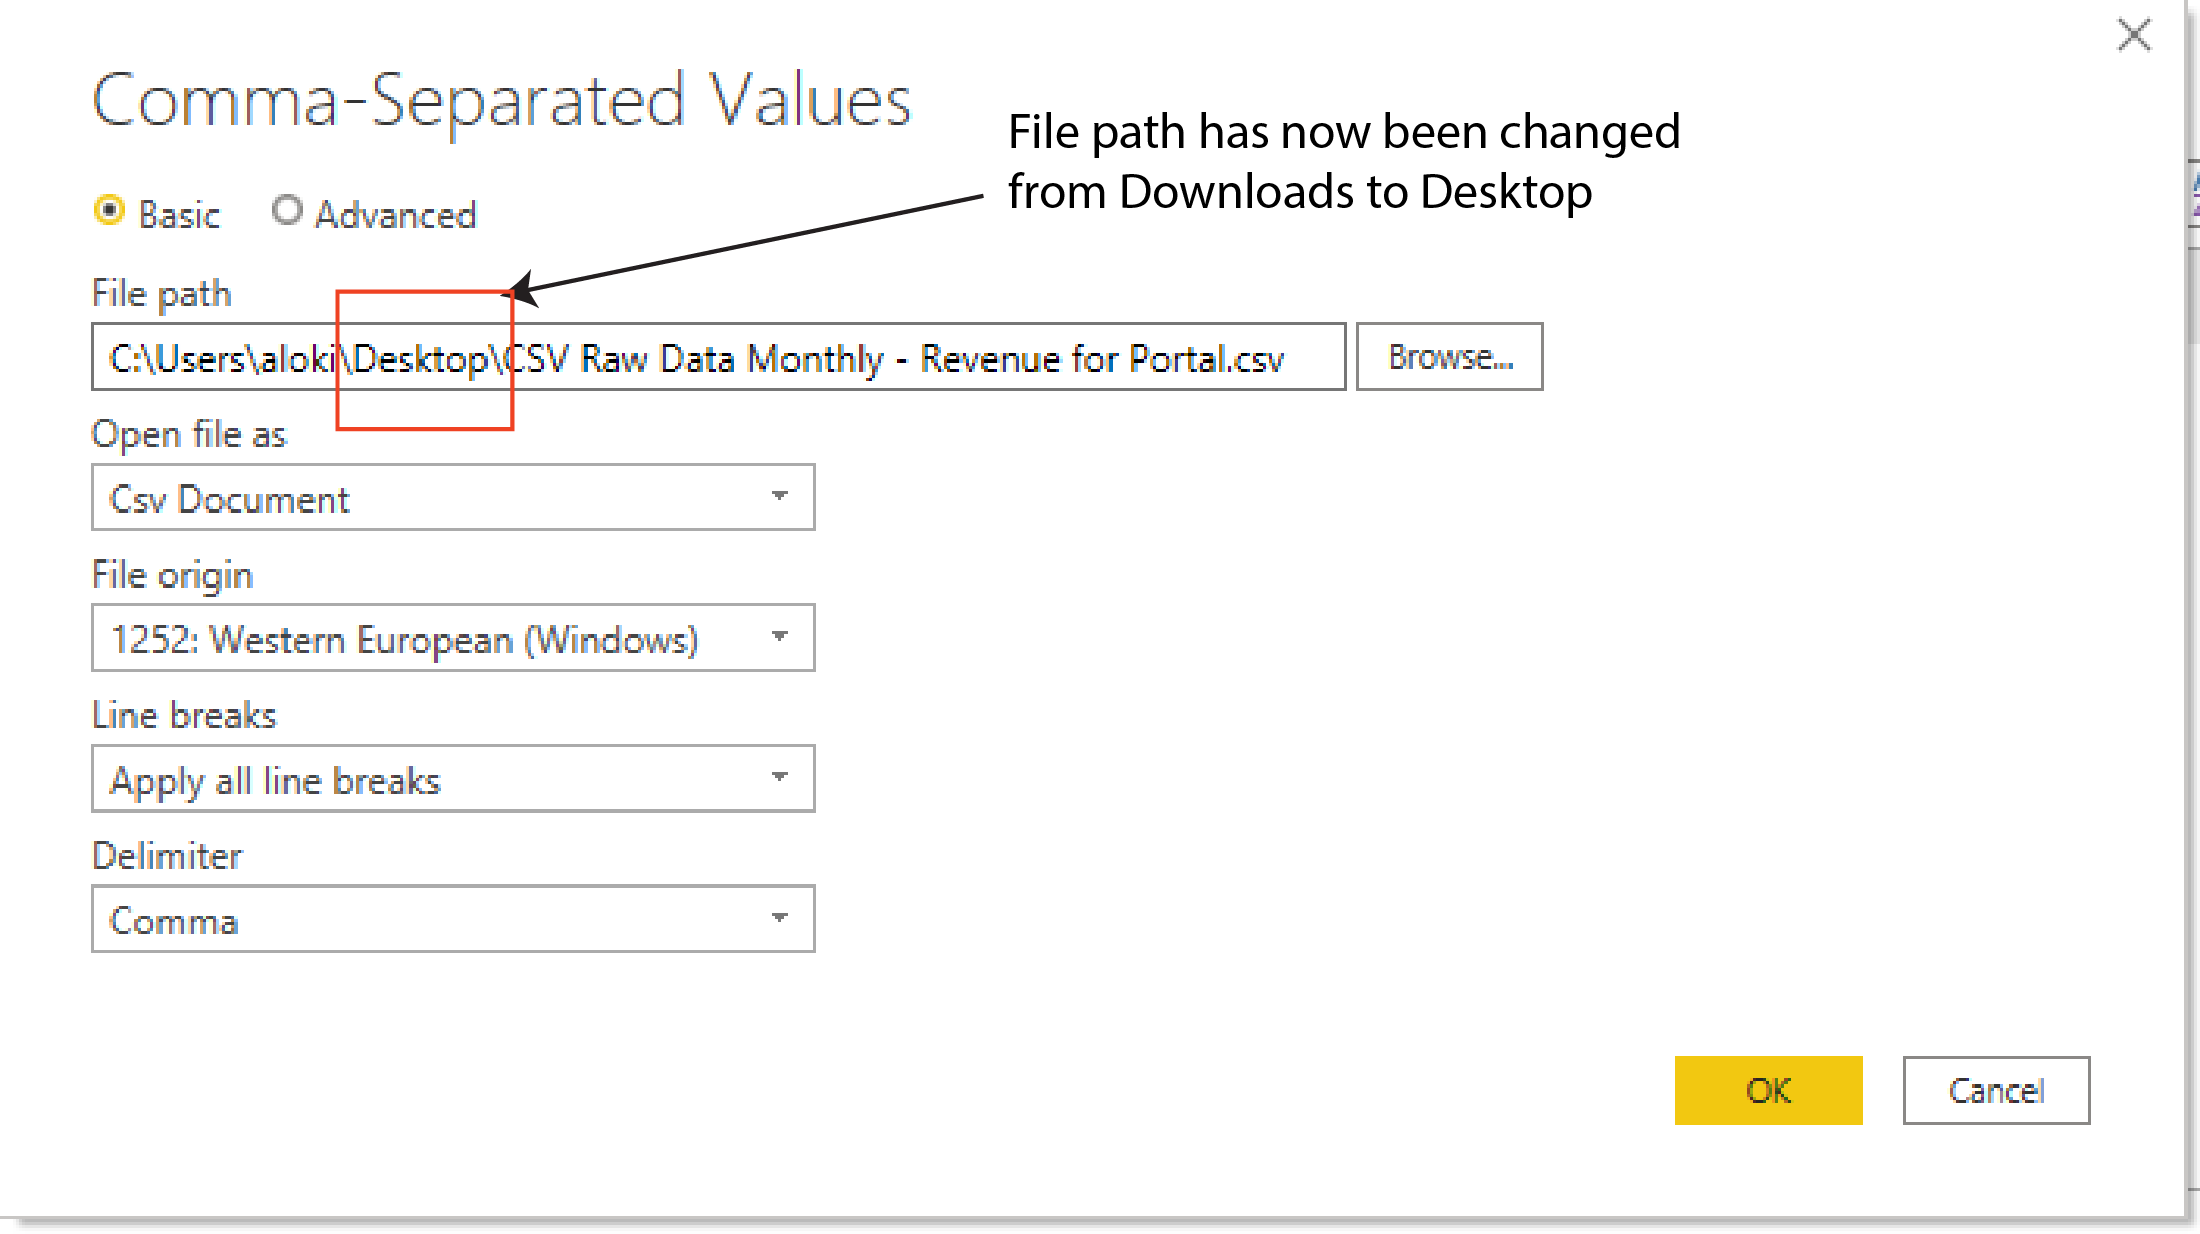 Comma-Separated Values
File path has now been changed
from Downloads to Desktop
Basic Advanced
File path
C:\Users\aloki\Desktop\CSV Raw Data Monthly - Revenue for Portal.csv Browse...
Open file as
Csv Document
File origin
1252: Western European (Windows)
Line breaks
Apply all line breaks
Delimiter
Comma
OK Cancel